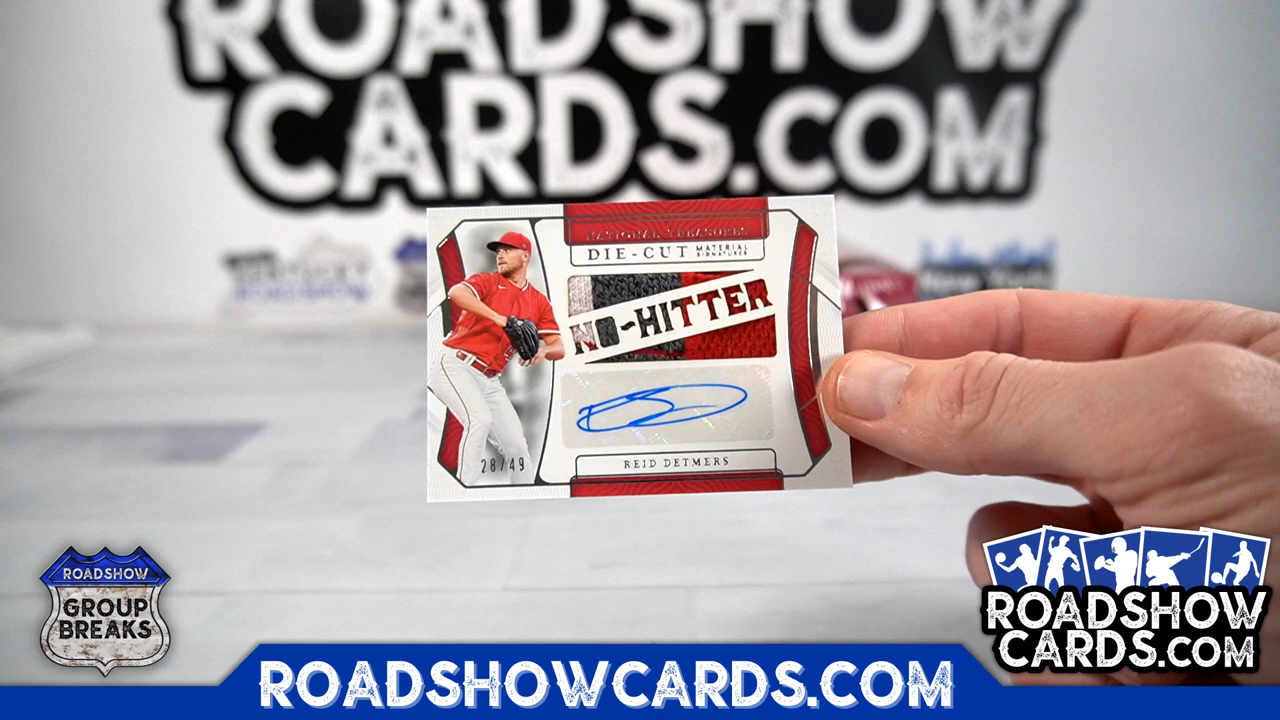 ROADSHOW
CARDS.COM
NATIONAL TREASURES
DIE-CUT MATERIAL SIGNATURES
NO-HITTER
28/49
REID DETMERS
ROADSHOW
GROUP
BREAKS
ROADSHOW
CARDS.COM
ROADSHOWCARDS.COM